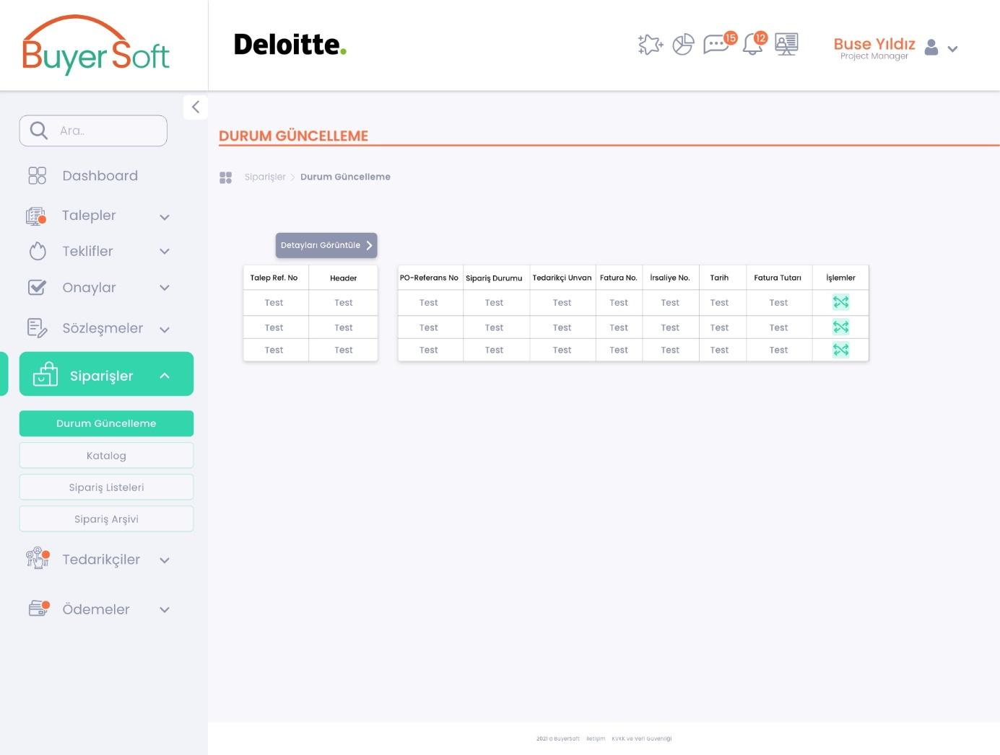 BuyerSoft
Deloitte.
15
12
Buse Yıldız
Project Manager
Ara..
Dashboard
Talepler
Teklifler
Onaylar
Sözleşmeler
Siparişler
Durum Güncelleme
Katalog
Sipariş Listeleri
Sipariş Arşivi
Tedarikçiler
Ödemeler
DURUM GÜNCELLEME
Siparişler > Durum Güncelleme
Detayları Görüntüle
Talep Ref. No Header PO-Referans No Sipariş Durumu Tedarikçi Unvan Fatura No. İrsaliye No. Tarih Fatura Tutarı İşlemler
Test Test Test Test Test Test Test Test Test
Test Test Test Test Test Test Test Test Test
Test Test Test Test Test Test Test Test Test
2021 © BuyerSoft İletişim KVKK ve Veri Güvenliği